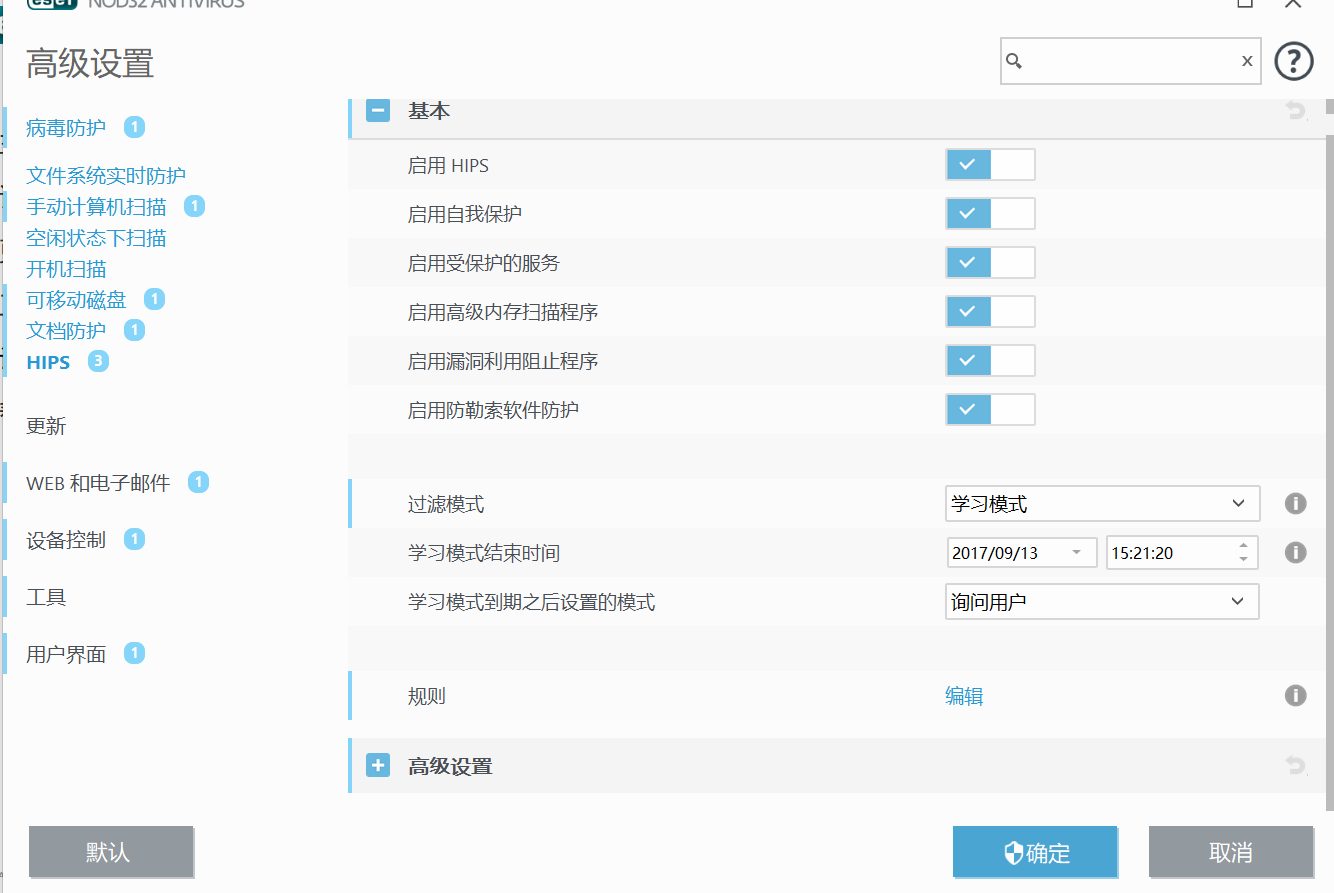 eset NOD32 ANTIVIRUS
高级设置
x
?
病毒防护 1
文件系统实时防护
手动计算机扫描 1
空闲状态下扫描
开机扫描
可移动磁盘 1
文档防护 1
HIPS 3
更新
WEB 和电子邮件 1
设备控制 1
工具
用户界面 1
基本
启用 HIPS
启用自我保护
启用受保护的服务
启用高级内存扫描程序
启用漏洞利用阻止程序
启用防勒索软件防护
过滤模式 学习模式
学习模式结束时间 2017/09/13 15:21:20
学习模式到期之后设置的模式 询问用户
规则 编辑
高级设置
默认 确定 取消